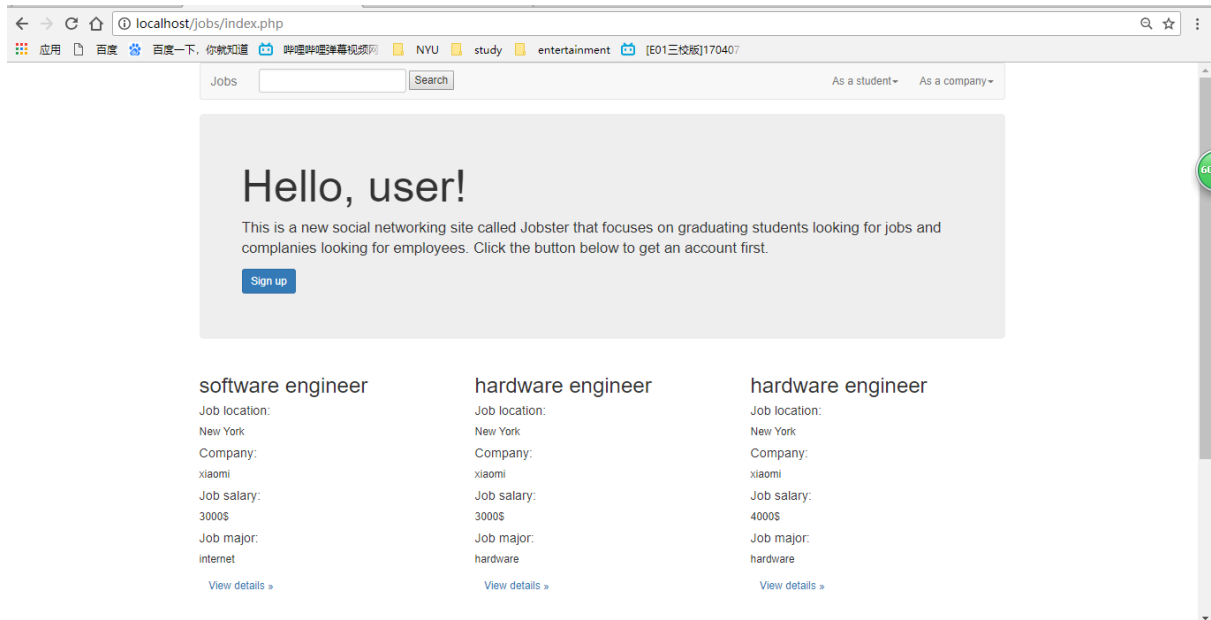 localhost/jobs/index.php
应用 百度 百度一下，你就知道 哔哩哔哩弹幕视频网 NYU study entertainment [E01三校版]170407
Jobs Search As a student As a company
Hello, user!
This is a new social networking site called Jobster that focuses on graduating students looking for jobs and
complanies looking for employees. Click the button below to get an account first.
Sign up
software engineer hardware engineer hardware engineer
Job location: Job location: Job location:
New York New York New York
Company: Company: Company:
xiaomi xiaomi xiaomi
Job salary: Job salary: Job salary:
3000$ 3000$ 4000$
Job major: Job major: Job major:
internet hardware hardware
View details » View details » View details »